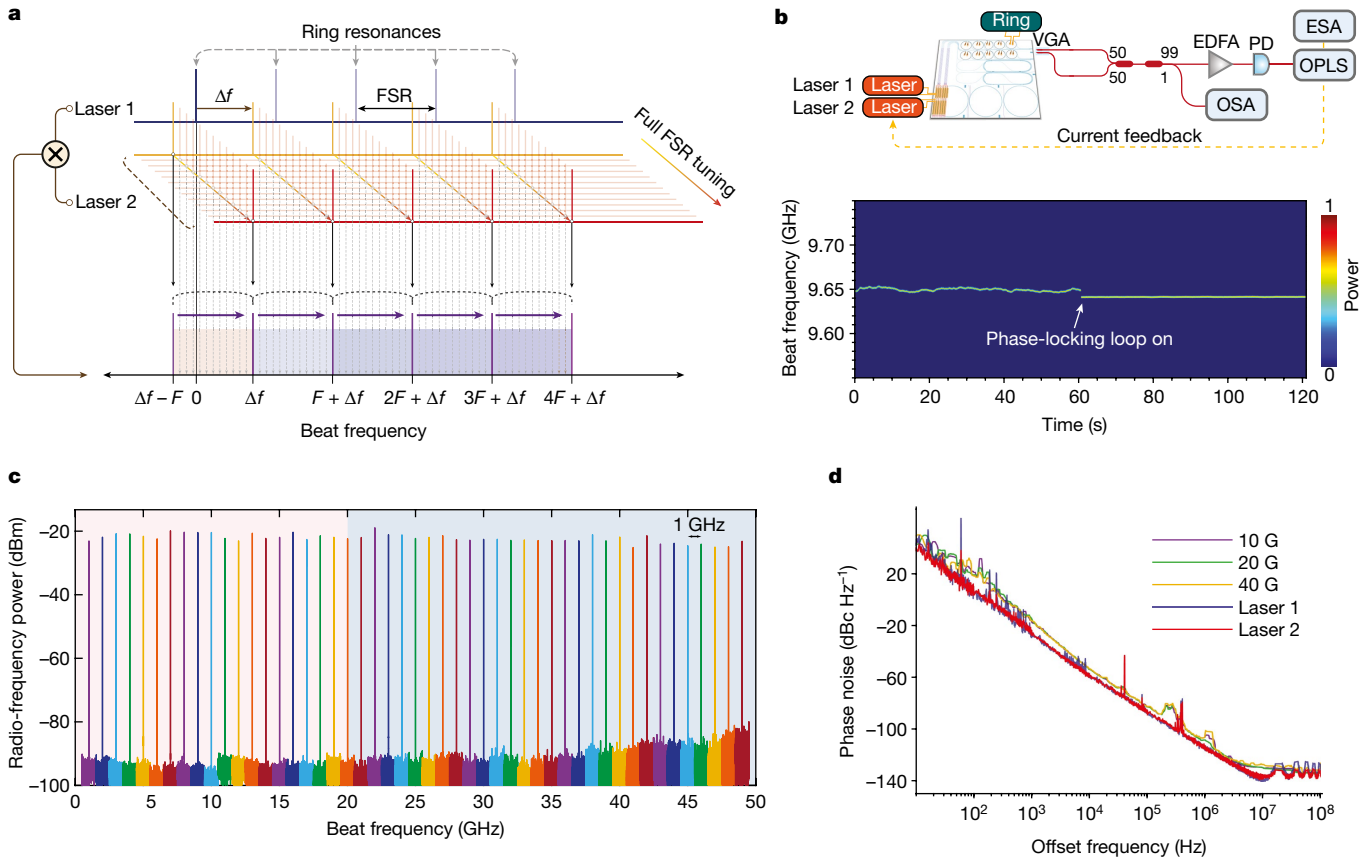 a
Ring resonances
Laser 1
Δf
FSR
Full FSR tuning
Laser 2
Δf – F
0
Δf
F + Δf
2F + Δf
3F + Δf
4F + Δf
Beat frequency
b
Ring
VGA
50
50
99
1
EDFA
PD
ESA
OPLS
OSA
Laser 1
Laser
Laser 2
Laser
Current feedback
Beat frequency (GHz)
9.70
9.65
9.60
Phase-locking loop on
0
20
40
60
80
100
120
Time (s)
1
0
Power
c
Radio-frequency power (dBm)
–20
–40
–60
–80
–100
1 GHz
0
5
10
15
20
25
30
35
40
45
50
Beat frequency (GHz)
d
Phase noise (dBc Hz⁻¹)
20
–20
–60
–100
–140
10 G
20 G
40 G
Laser 1
Laser 2
10²
10³
10⁴
10⁵
10⁶
10⁷
10⁸
Offset frequency (Hz)